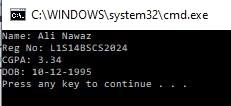 C:\WINDOWS\system32\cmd.exe
Name: Ali Nawaz
Reg No: L1S14BSCS2024
CGPA: 3.34
DOB: 10-12-1995
Press any key to continue . . .